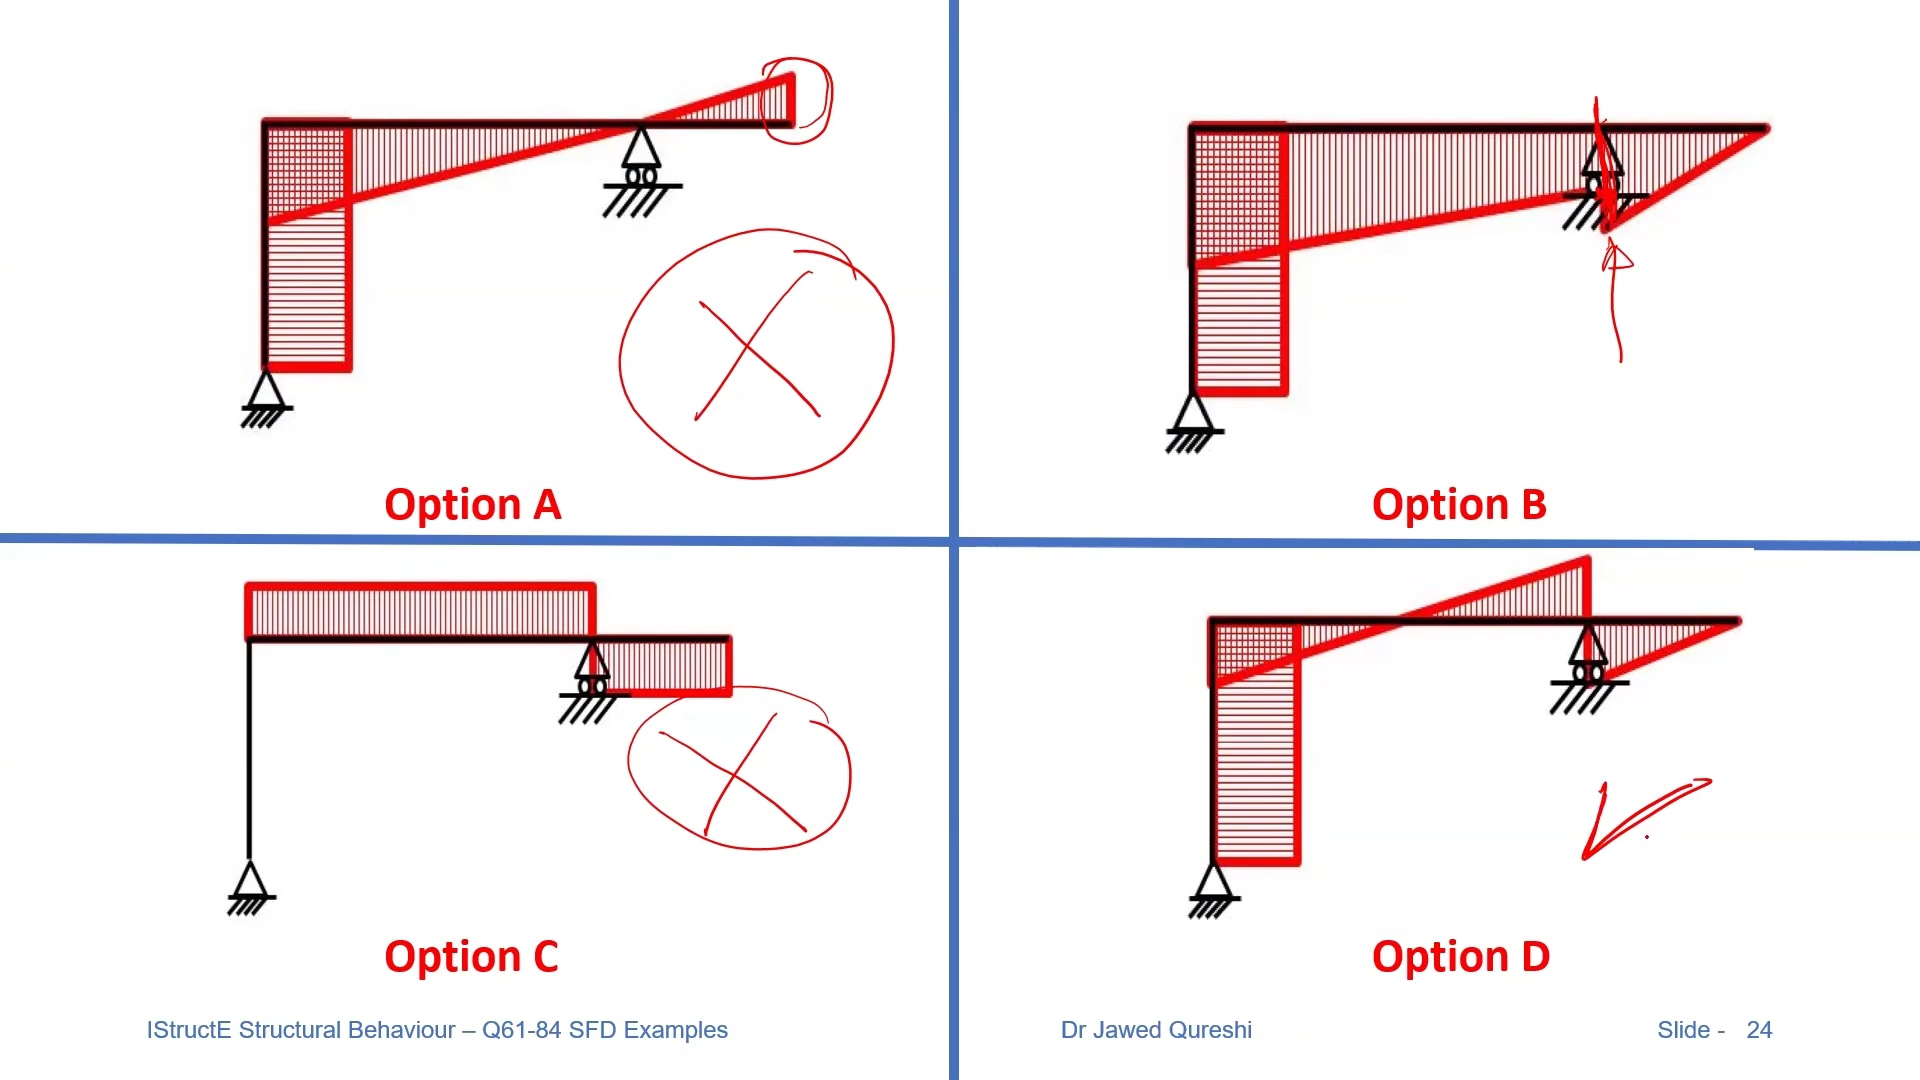 Option A
Option B
Option C
Option D
IStructE Structural Behaviour – Q61-84 SFD Examples
Dr Jawed Qureshi
Slide - 24